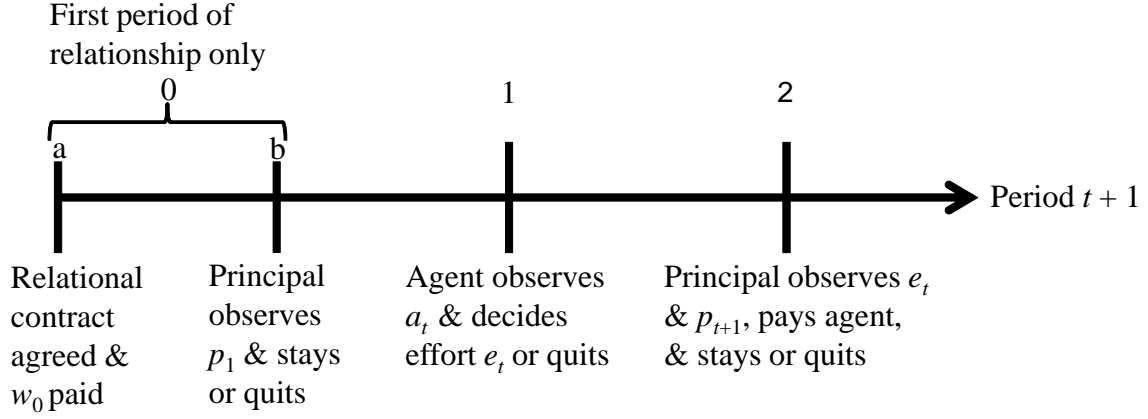 First period of
relationship only
0
1
2
a
b
Period t + 1
Relational
contract
agreed &
w₀ paid
Principal
observes
p₁ & stays
or quits
Agent observes
aₜ & decides
effort eₜ or quits
Principal observes eₜ
& pₜ₊₁, pays agent,
& stays or quits